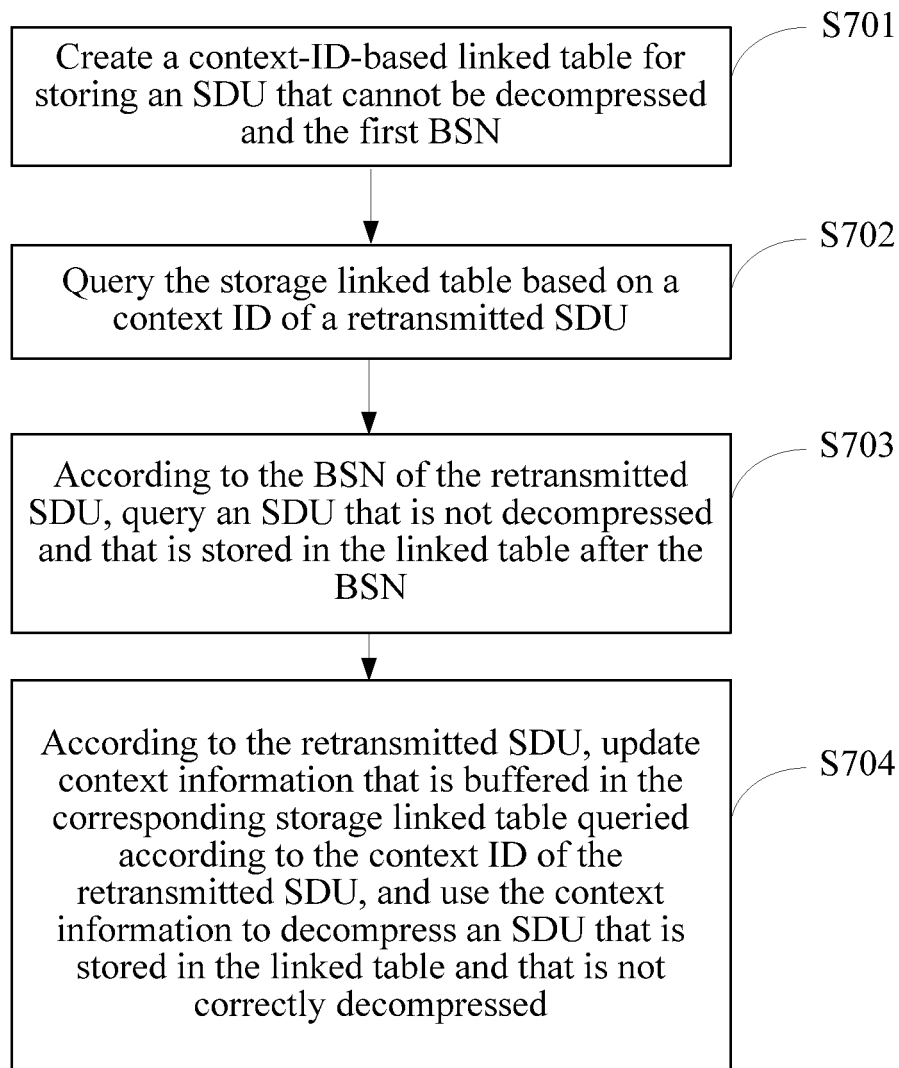 S701
Create a context-ID-based linked table for
storing an SDU that cannot be decompressed
and the first BSN
S702
Query the storage linked table based on a
context ID of a retransmitted SDU
S703
According to the BSN of the retransmitted
SDU, query an SDU that is not decompressed
and that is stored in the linked table after the
BSN
S704
According to the retransmitted SDU, update
context information that is buffered in the
corresponding storage linked table queried
according to the context ID of the
retransmitted SDU, and use the context
information to decompress an SDU that is
stored in the linked table and that is not
correctly decompressed